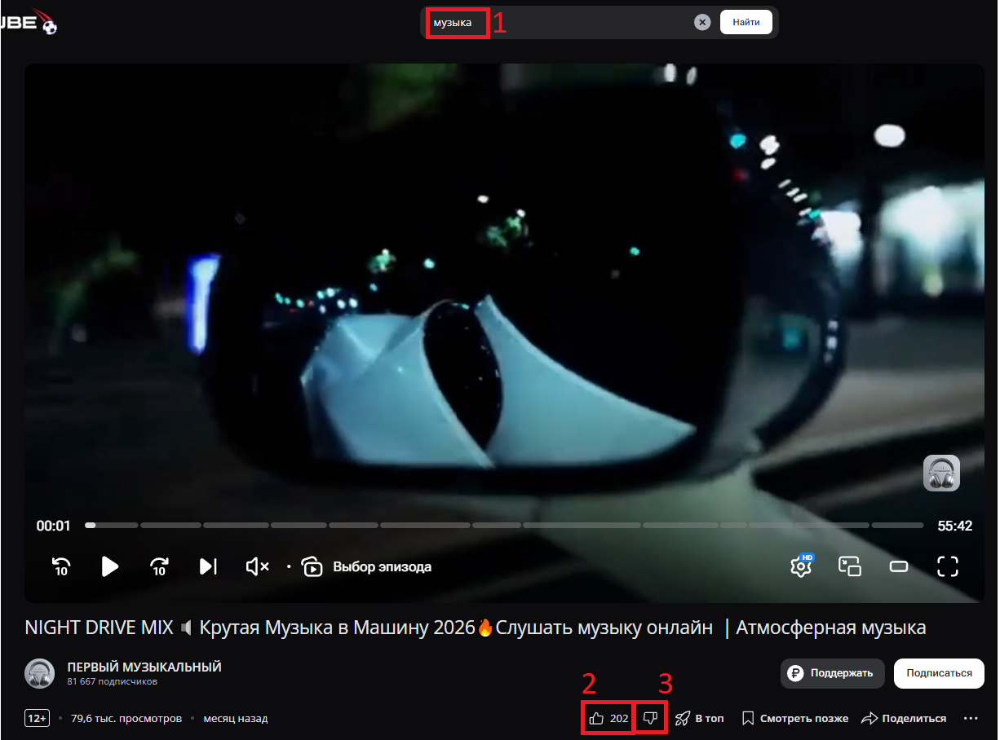 UBE
музыка
1
Найти
00:01
55:42
10
10
Выбор эпизода
HD
NIGHT DRIVE MIX 🔈 Крутая Музыка в Машину 2026🔥Слушать музыку онлайн | Атмосферная музыка
ПЕРВЫЙ МУЗЫКАЛЬНЫЙ
81 667 подписчиков
Поддержать
Подписаться
2
3
12+ • 79,6 тыс. просмотров • месяц назад
202
В топ
Смотреть позже
Поделиться